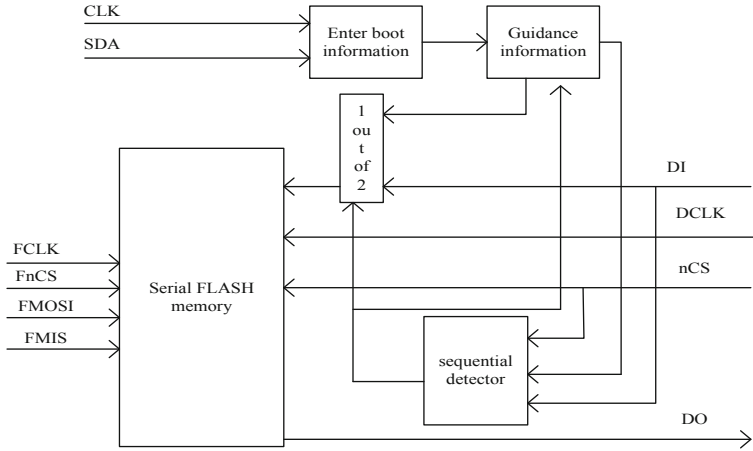 CLK
SDA
Enter boot
information
Guidance
information
1
ou
t
of
2
DI
DCLK
nCS
FCLK
FnCS
FMOSI
FMIS
Serial FLASH
memory
sequential
detector
DO